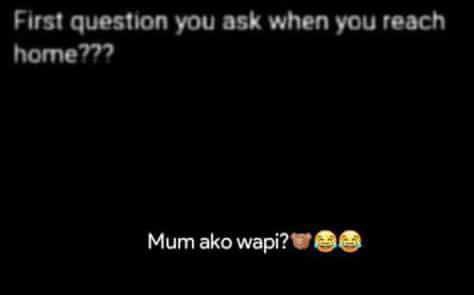 First question you ask when you reach
home???
Mum ako wapi?🐻😂😂